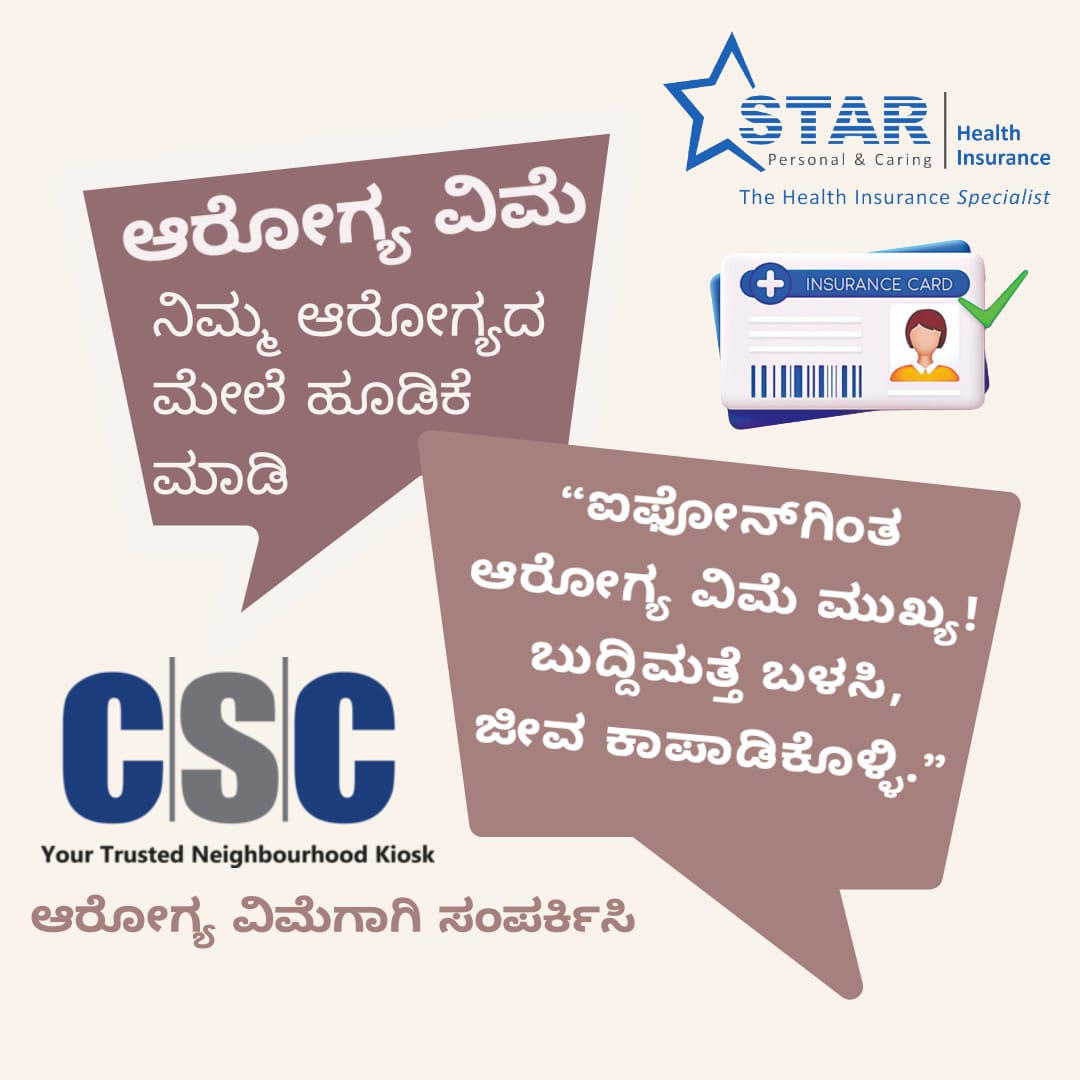 STAR
Personal & Caring
Health
Insurance
The Health Insurance Specialist
ಆರೋಗ್ಯ ವಿಮೆ
ನಿಮ್ಮ ಆರೋಗ್ಯದ
ಮೇಲೆ ಹೂಡಿಕೆ
ಮಾಡಿ
INSURANCE CARD
“ಐಫೋನ್‌ಗಿಂತ
ಆರೋಗ್ಯ ವಿಮೆ ಮುಖ್ಯ!
ಬುದ್ದಿಮತ್ತೆ ಬಳಸಿ,
ಜೀವ ಕಾಪಾಡಿಕೊಳ್ಳಿ.”
CSC
Your Trusted Neighbourhood Kiosk
ಆರೋಗ್ಯ ವಿಮೆಗಾಗಿ ಸಂಪರ್ಕಿಸಿ